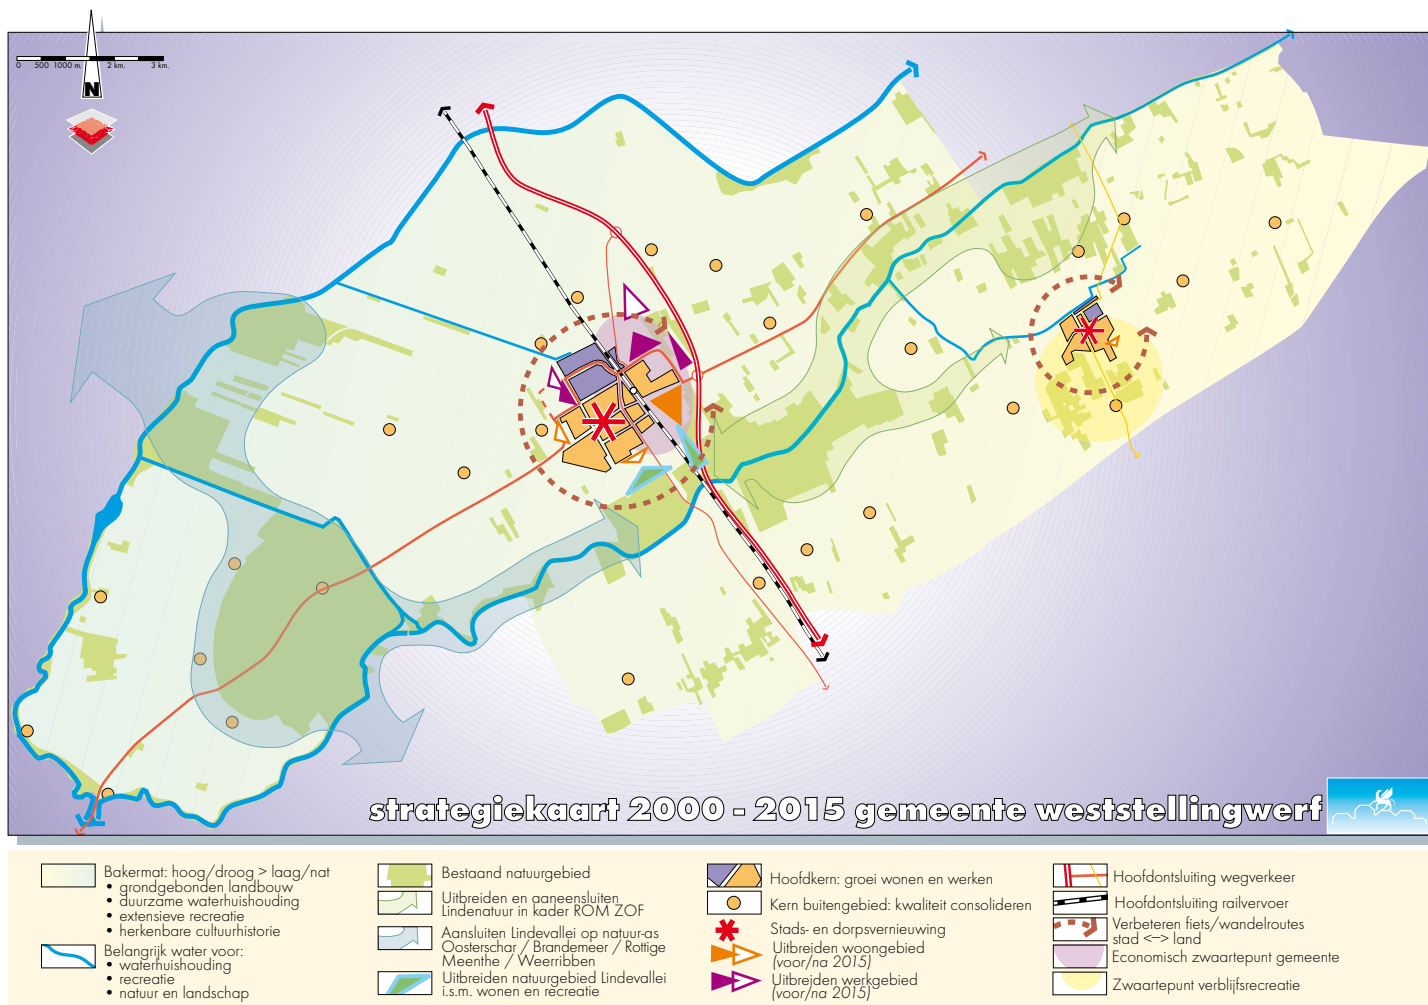 0 500 1000 m. 2 km. 3 km.
N
strategiekaart 2000 - 2015 gemeente weststellingwerf
Bakermat: hoog/droog > laag/nat
• grondgebonden landbouw
• duurzame waterhuishouding
• extensieve recreatie
• herkenbare cultuurhistorie
Belangrijk water voor:
• waterhuishouding
• recreatie
• natuur en landschap
Bestaand natuurgebied
Uitbreiden en aaneensluiten
Lindenatuur in kader ROM ZOF
Aansluiten Lindevallei op natuur-as
Oosterschar / Brandemeer / Rottige
Meenthe / Weerribben
Uitbreiden natuurgebied Lindevallei
i.s.m. wonen en recreatie
Hoofdkern: groei wonen en werken
Kern buitengebied: kwaliteit consolideren
Stads- en dorpsvernieuwing
Uitbreiden woongebied
(voor/na 2015)
Uitbreiden werkgebied
(voor/na 2015)
Hoofdontsluiting wegverkeer
Hoofdontsluiting railvervoer
Verbeteren fiets/wandelroutes
stad <-> land
Economisch zwaartepunt gemeente
Zwaartepunt verblijfsrecreatie